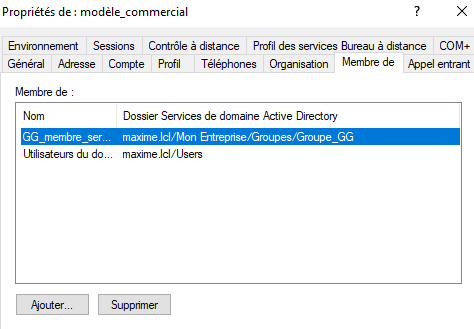 Propriétés de : modèle_commercial ? ×
Environnement Sessions Contrôle à distance Profil des services Bureau à distance COM+
Général Adresse Compte Profil Téléphones Organisation Membre de Appel entrant
Membre de :
Nom Dossier Services de domaine Active Directory
GG_membre_ser... maxime.lcl/Mon Entreprise/Groupes/Groupe_GG
Utilisateurs du do... maxime.lcl/Users
Ajouter... Supprimer